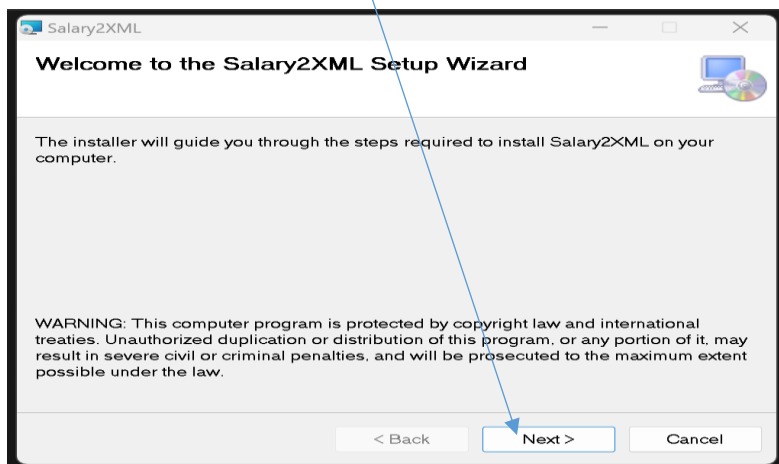 Salary2XML
Welcome to the Salary2XML Setup Wizard
The installer will guide you through the steps required to install Salary2XML on your
computer.
WARNING: This computer program is protected by copyright law and international
treaties. Unauthorized duplication or distribution of this program, or any portion of it, may
result in severe civil or criminal penalties, and will be prosecuted to the maximum extent
possible under the law.
< Back Next > Cancel